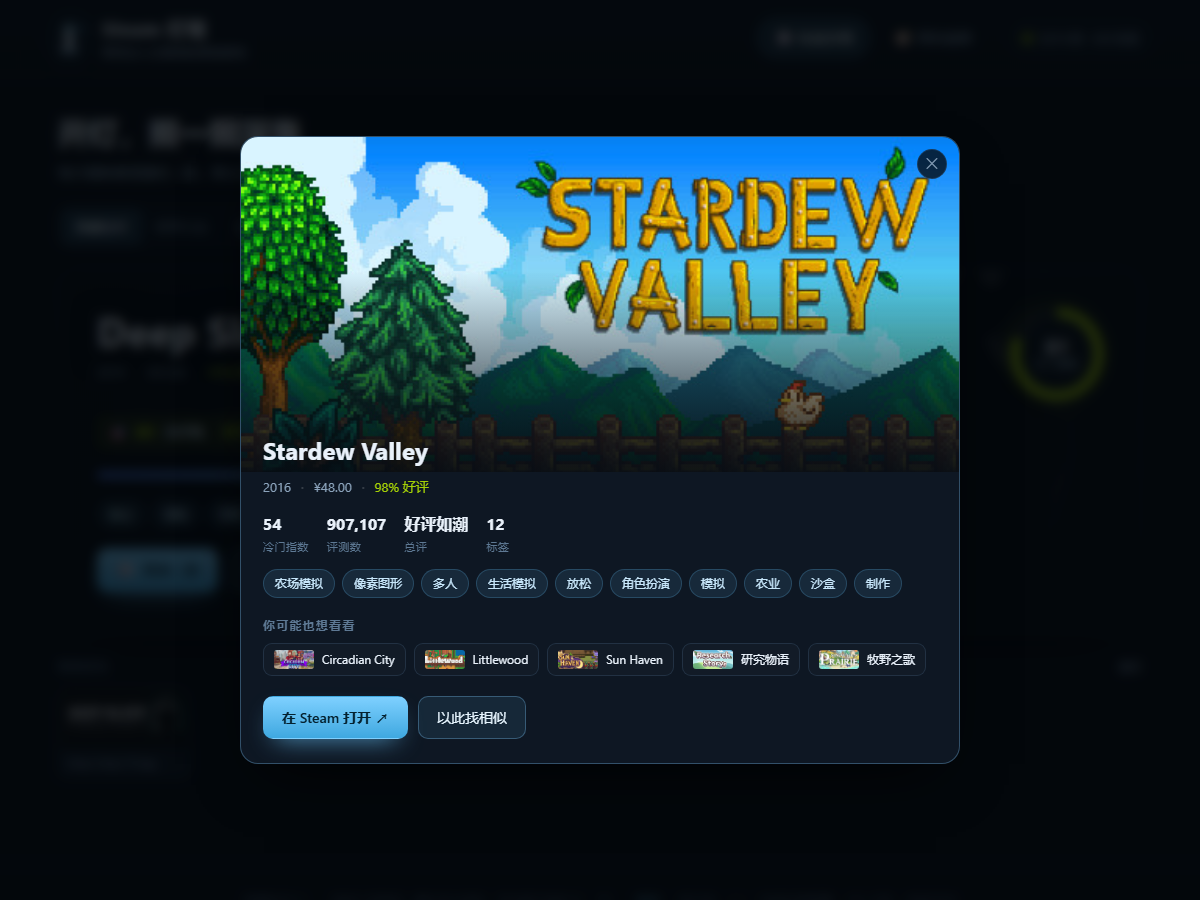 STARDEW
VALLEY
Stardew Valley
2016 · ¥48.00 · 98% 好评
54 907,107 好评如潮 12
冷门指数 评测数 总评 标签
农场模拟 像素图形 多人 生活模拟 放松 角色扮演 模拟 农业 沙盒 制作
你可能也想看看
Circadian City Littlewood Sun Haven 研究物语 牧野之歌
在 Steam 打开 ↗ 以此找相似